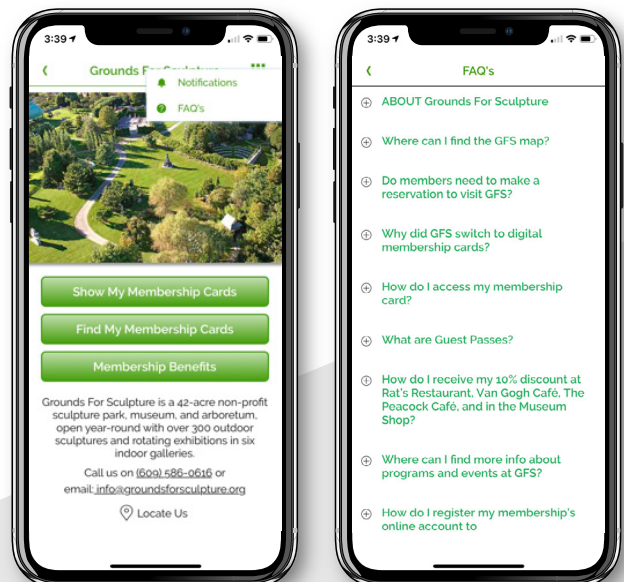 3:39
Grounds For Sculpture
Notifications
FAQ's
Show My Membership Cards
Find My Membership Cards
Membership Benefits
Grounds For Sculpture is a 42-acre non-profit
sculpture park, museum, and arboretum,
open year-round with over 300 outdoor
sculptures and rotating exhibitions in six
indoor galleries.
Call us on (609) 586-0616 or
email: info@groundsforsculpture.org
Locate Us
3:39
FAQ's
ABOUT Grounds For Sculpture
Where can I find the GFS map?
Do members need to make a
reservation to visit GFS?
Why did GFS switch to digital
membership cards?
How do I access my membership
card?
What are Guest Passes?
How do I receive my 10% discount at
Rat's Restaurant, Van Gogh Café, The
Peacock Café, and in the Museum
Shop?
Where can I find more info about
programs and events at GFS?
How do I register my membership's
online account to